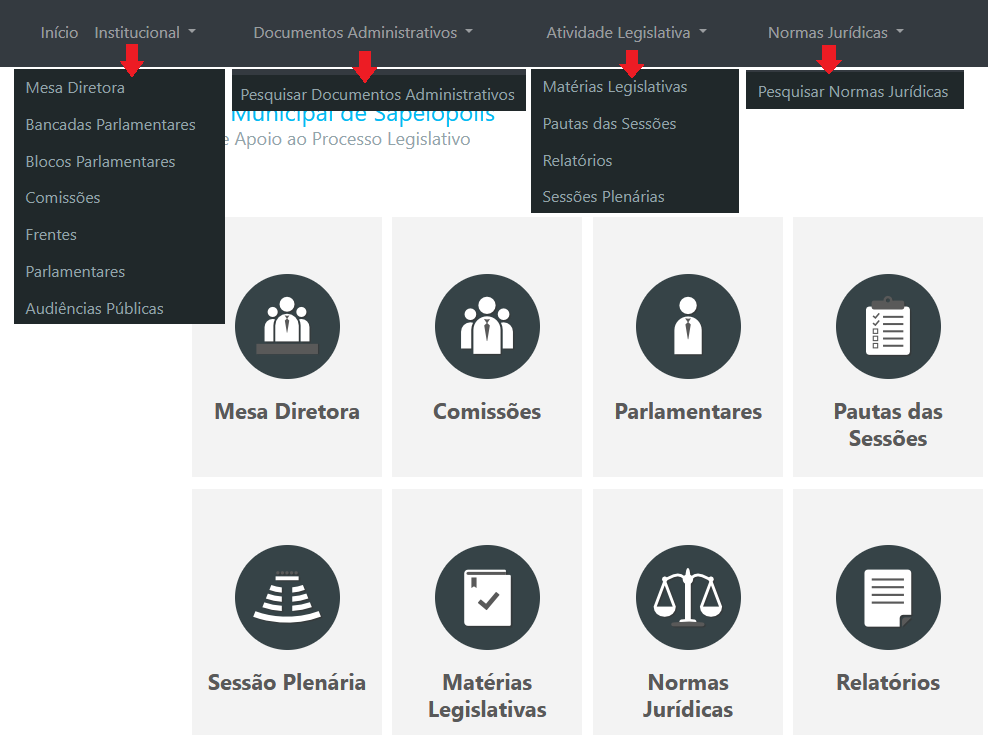 Início Institucional Documentos Administrativos Atividade Legislativa Normas Jurídicas
Mesa Diretora
Bancadas Parlamentares
Blocos Parlamentares
Comissões
Frentes
Parlamentares
Audiências Públicas
Pesquisar Documentos Administrativos
Municipal de Sapelópolis
e Apoio ao Processo Legislativo
Matérias Legislativas
Pautas das Sessões
Relatórios
Sessões Plenárias
Pesquisar Normas Jurídicas
Mesa Diretora
Comissões
Parlamentares
Pautas das
Sessões
Sessão Plenária
Matérias
Legislativas
Normas
Jurídicas
Relatórios